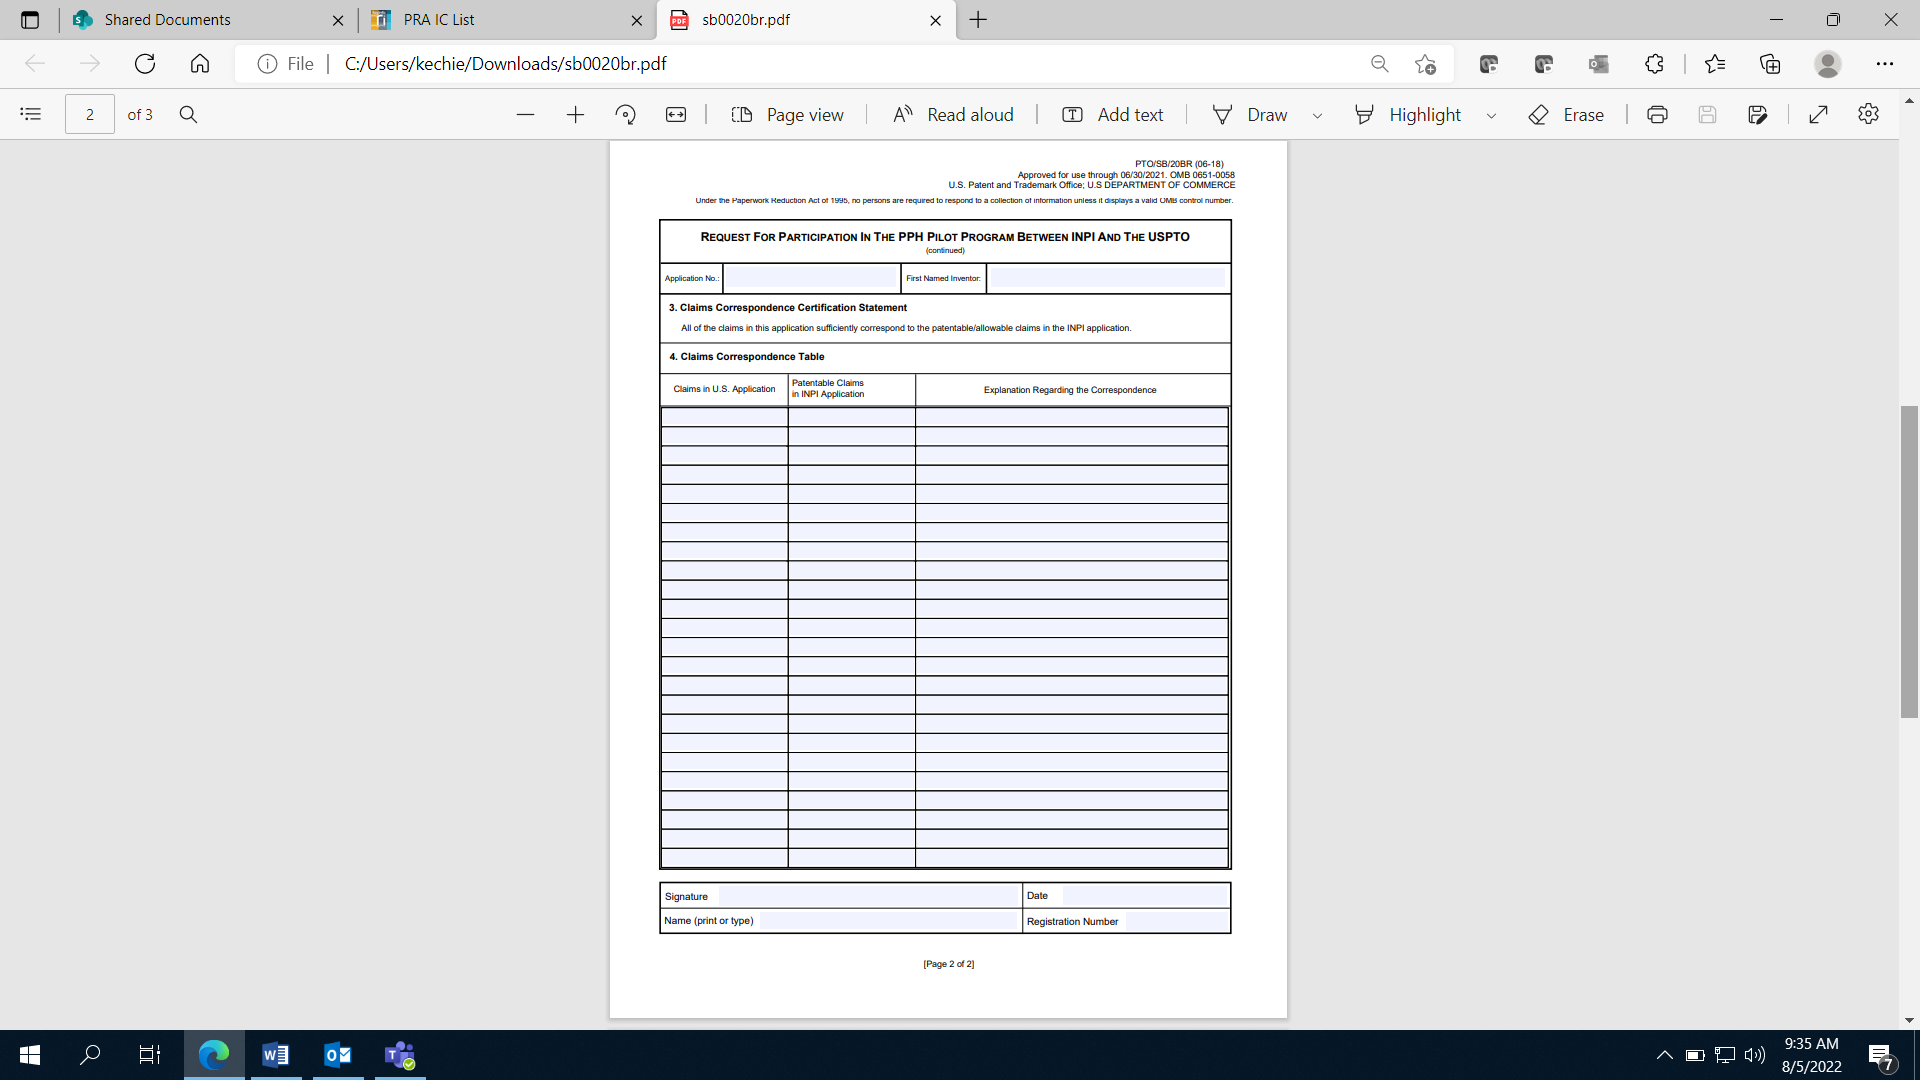 Shared Documents
PRA IC List
sb0020br.pdf
File
C:/Users/kechie/Downloads/sb0020br.pdf
2 of 3
Page view
Read aloud
Add text
Draw
Highlight
Erase
PTO/SB/20BR (06-18)
Approved for use through 06/30/2021. OMB 0651-0058
U.S. Patent and Trademark Office; U.S DEPARTMENT OF COMMERCE
Under the Paperwork Reduction Act of 1995, no persons are required to respond to a collection of information unless it displays a valid OMB control number.
REQUEST FOR PARTICIPATION IN THE PPH PILOT PROGRAM BETWEEN INPI AND THE USPTO
(continued)
Application No.:
First Named Inventor:
3. Claims Correspondence Certification Statement
All of the claims in this application sufficiently correspond to the patentable/allowable claims in the INPI application.
4. Claims Correspondence Table
Claims in U.S. Application
Patentable Claims
in INPI Application
Explanation Regarding the Correspondence
Signature
Date
Name (print or type)
Registration Number
[Page 2 of 2]
9:35 AM
8/5/2022
7